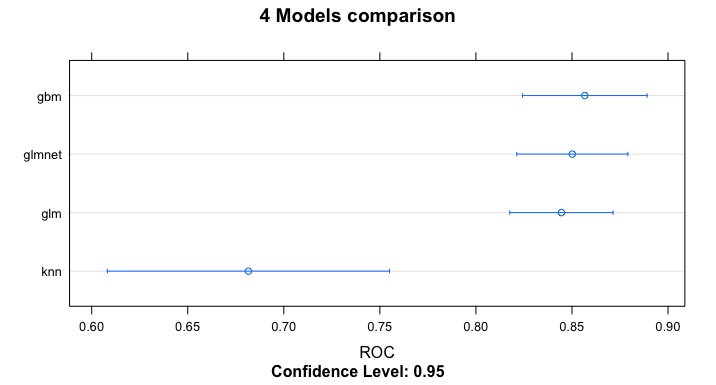 4 Models comparison
gbm
glmnet
glm
knn
0.60 0.65 0.70 0.75 0.80 0.85 0.90
ROC
Confidence Level: 0.95